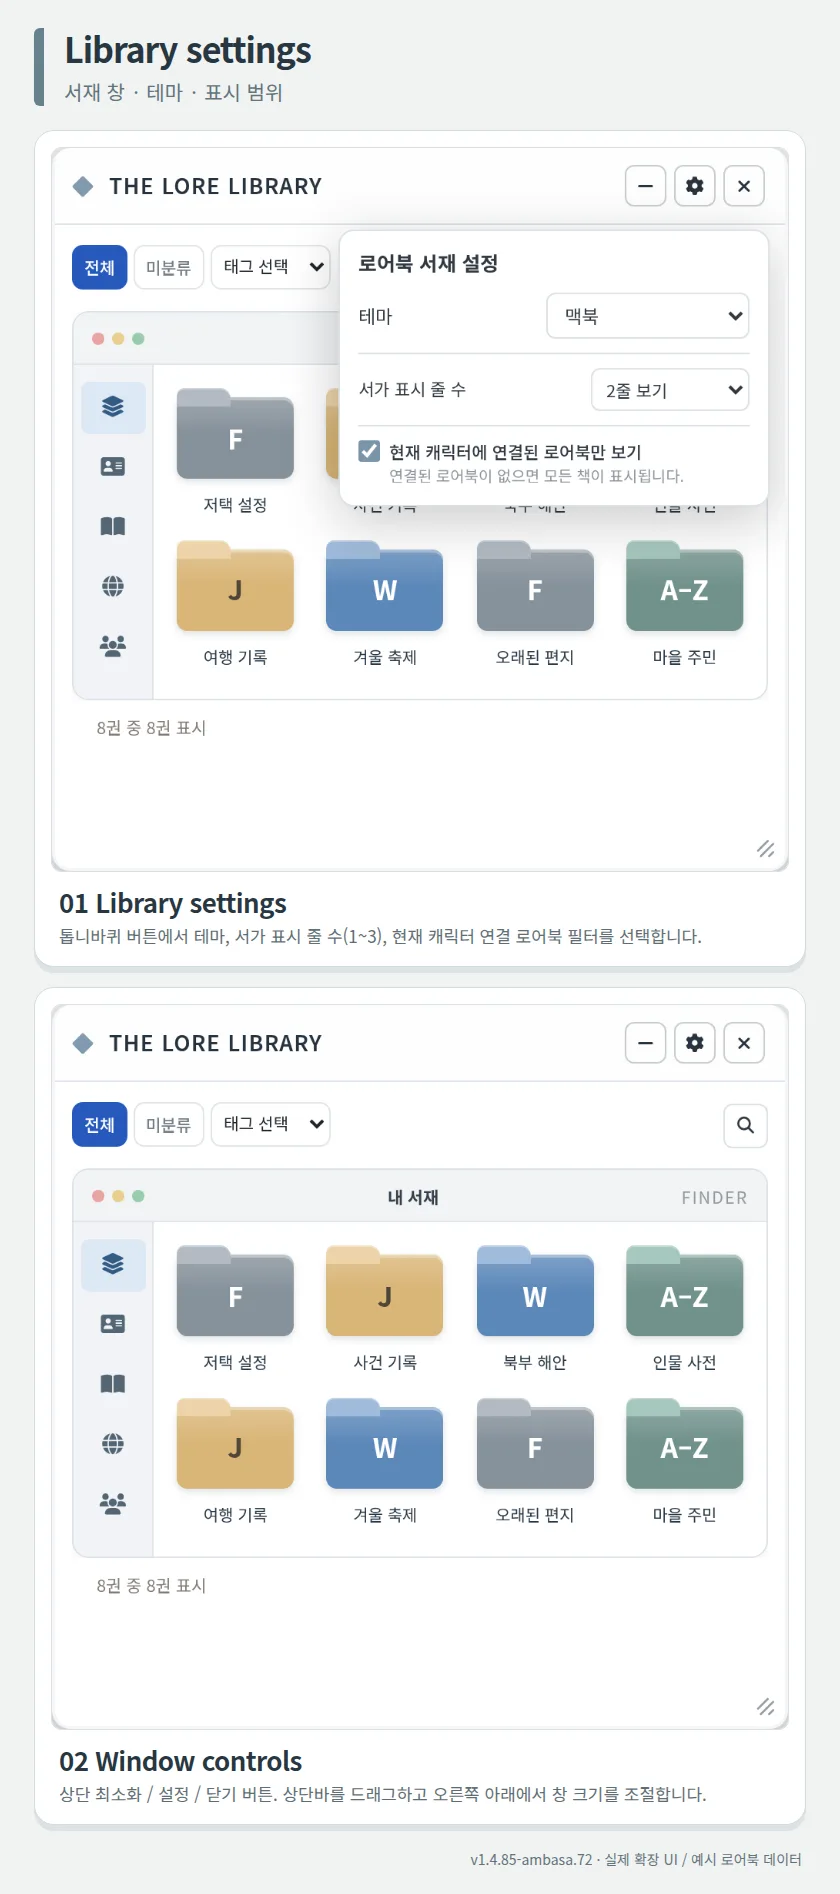 Library settings
서재 창 · 테마 · 표시 범위
THE LORE LIBRARY
전체
미분류
태그 선택
로어북 서재 설정
테마
맥북
서가 표시 줄 수
2줄 보기
현재 캐릭터에 연결된 로어북만 보기
연결된 로어북이 없으면 모든 책이 표시됩니다.
F
저택 설정
사건 기록
북부 해안
인물 사전
J
W
F
A-Z
여행 기록
겨울 축제
오래된 편지
마을 주민
8권 중 8권 표시
01 Library settings
톱니바퀴 버튼에서 테마, 서가 표시 줄 수(1~3), 현재 캐릭터 연결 로어북 필터를 선택합니다.
THE LORE LIBRARY
전체
미분류
태그 선택
내 서재
FINDER
F
J
W
A-Z
저택 설정
사건 기록
북부 해안
인물 사전
J
W
F
A-Z
여행 기록
겨울 축제
오래된 편지
마을 주민
8권 중 8권 표시
02 Window controls
상단 최소화 / 설정 / 닫기 버튼. 상단바를 드래그하고 오른쪽 아래에서 창 크기를 조절합니다.
v1.4.85-ambasa.72 · 실제 확장 UI / 예시 로어북 데이터